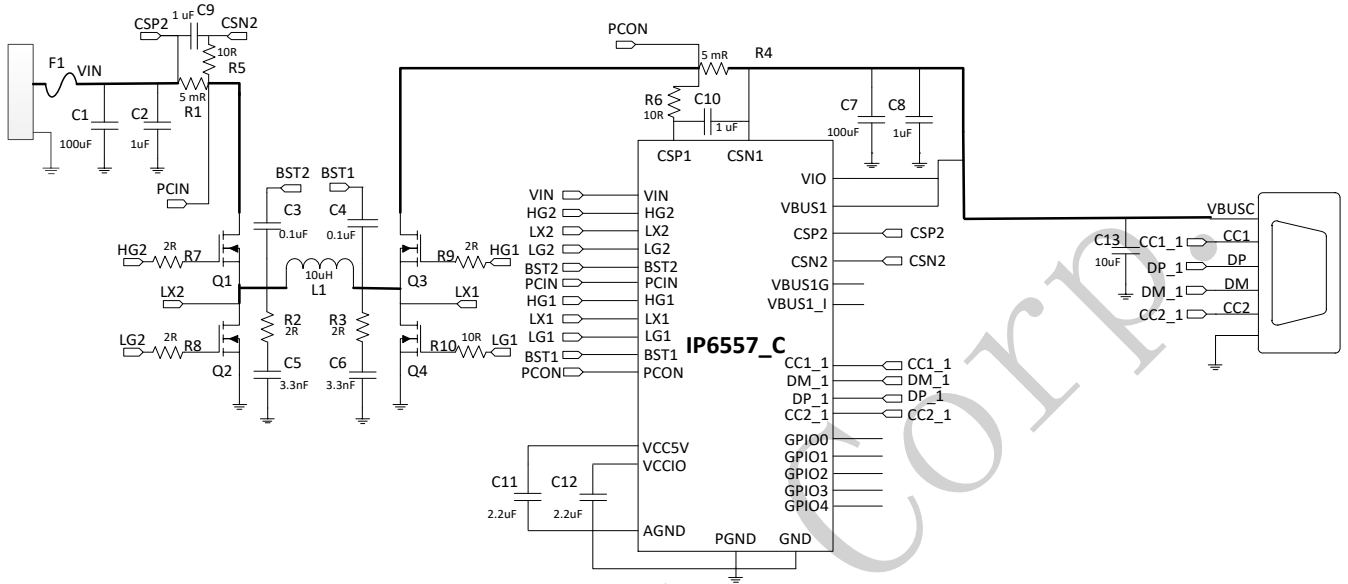 CSP2
1 uF
C9
CSN2
10R
R5
F1
VIN
5 mR
R1
C1
100uF
C2
1uF
PCIN
BST2
BST1
C3
0.1uF
C4
0.1uF
HG2
2R
R7
Q1
LX2
10uH
L1
Q3
R9
2R
HG1
LX1
LG2
2R
R8
Q2
R2
2R
R3
2R
C5
3.3nF
C6
3.3nF
R10
10R
LG1
Q4
PCON
5 mR
R4
R6
10R
C10
1 uF
C7
100uF
C8
1uF
CSP1
CSN1
VIN
HG2
LX2
LG2
BST2
PCIN
HG1
LX1
LG1
BST1
PCON
VIN
HG2
LX2
LG2
BST2
PCIN
HG1
LX1
LG1
BST1
PCON
IP6557_C
VIO
VBUS1
CSP2
CSP2
CSN2
CSN2
VBUS1G
VBUS1_I
CC1_1
CC1_1
DM_1
DM_1
DP_1
DP_1
CC2_1
CC2_1
GPIO0
GPIO1
GPIO2
GPIO3
GPIO4
VCC5V
VCCIO
C11
2.2uF
C12
2.2uF
AGND
PGND
GND
VBUSC
C13
10uF
CC1_1
CC1
DP_1
DP
DM_1
DM
CC2_1
CC2
Corp.